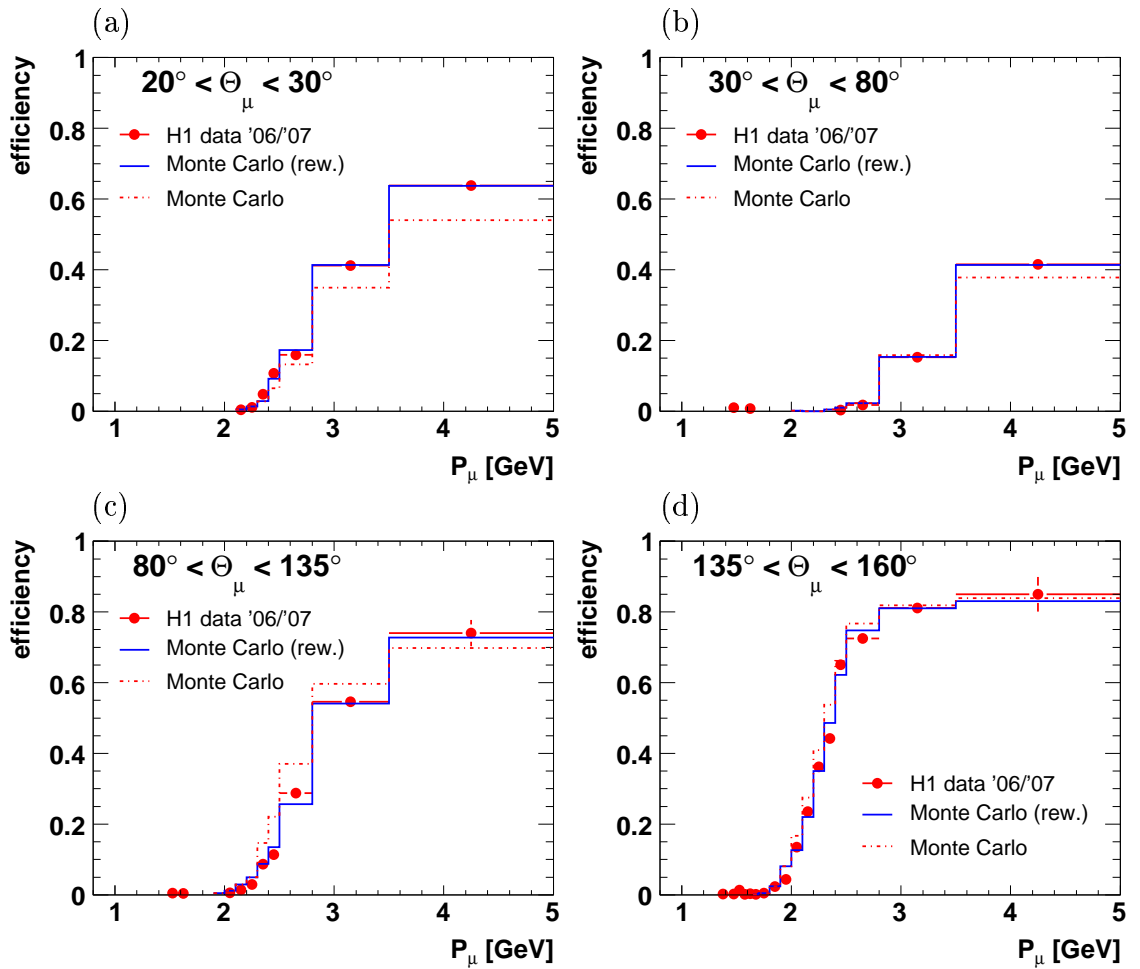 (a)
efficiency
1
0.8
0.6
0.4
0.2
0
20° < Θμ < 30°
H1 data '06/'07
Monte Carlo (rew.)
Monte Carlo
1 2 3 4 5
Pμ [GeV]
(b)
efficiency
1
0.8
0.6
0.4
0.2
0
30° < Θμ < 80°
H1 data '06/'07
Monte Carlo (rew.)
Monte Carlo
1 2 3 4 5
Pμ [GeV]
(c)
efficiency
1
0.8
0.6
0.4
0.2
0
80° < Θμ < 135°
H1 data '06/'07
Monte Carlo (rew.)
Monte Carlo
1 2 3 4 5
Pμ [GeV]
(d)
efficiency
1
0.8
0.6
0.4
0.2
0
135° < Θμ < 160°
H1 data '06/'07
Monte Carlo (rew.)
Monte Carlo
1 2 3 4 5
Pμ [GeV]